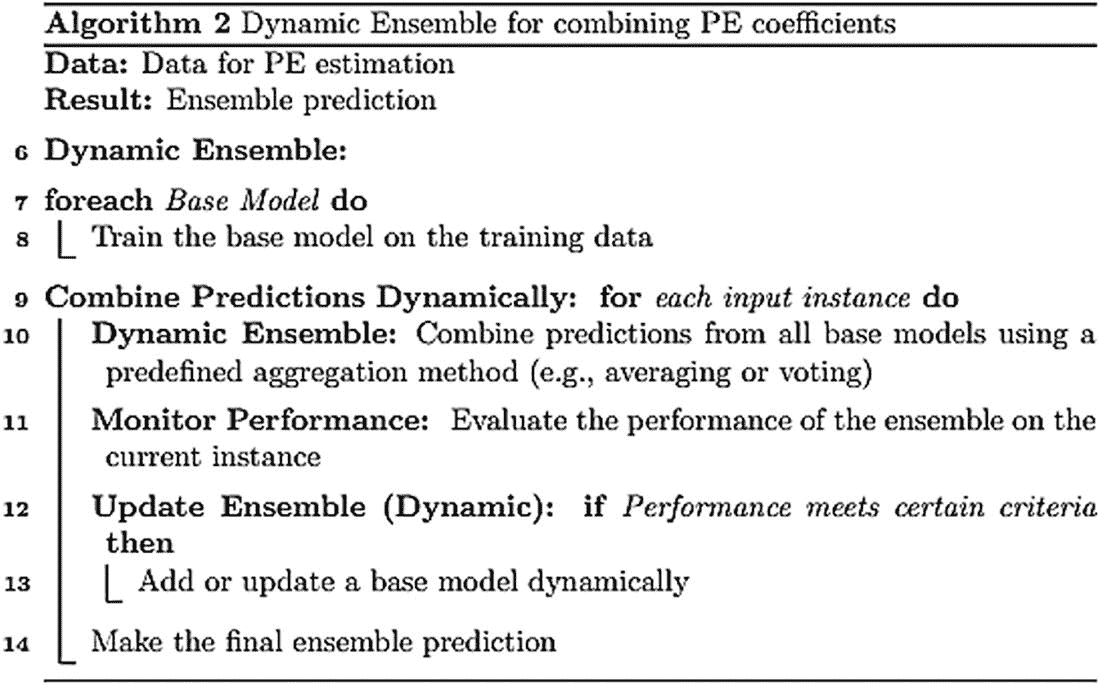 Algorithm 2 Dynamic Ensemble for combining PE coefficients
Data: Data for PE estimation
Result: Ensemble prediction
6 Dynamic Ensemble:
7 foreach Base Model do
8 Train the base model on the training data
9 Combine Predictions Dynamically: for each input instance do
10 Dynamic Ensemble: Combine predictions from all base models using a
predefined aggregation method (e.g., averaging or voting)
11 Monitor Performance: Evaluate the performance of the ensemble on the
current instance
12 Update Ensemble (Dynamic): if Performance meets certain criteria
then
13 Add or update a base model dynamically
14 Make the final ensemble prediction